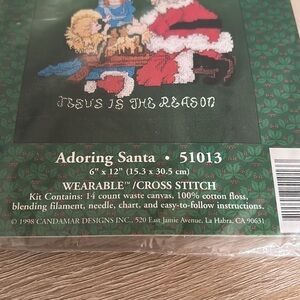 JESUS IS THE REASON
Adoring Santa • 51013
6" x 12" (15.3 x 30.5 cm)
WEARABLE™/CROSS STITCH
Kit Contains: 14 count waste canvas, 100% cotton floss,
blending filament, needle, chart, and easy-to-follow instructions.
© 1998 CANDAMAR DESIGNS INC., 520 East Jamie Avenue, La Habra, CA 90631